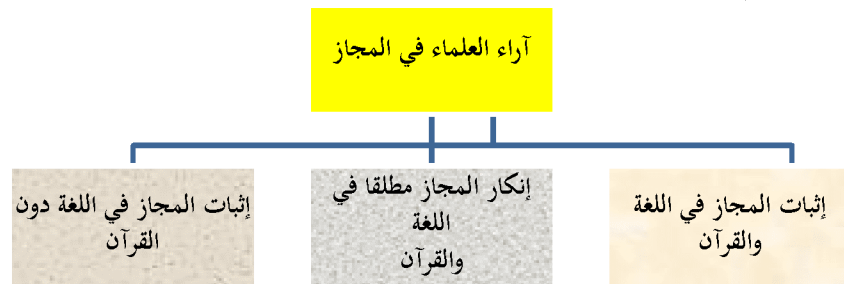 آراء العلماء في المجاز
إثبات المجاز في اللغة
والقرآن
إنكار المجاز مطلقا في
اللغة
والقرآن
إثبات المجاز في اللغة دون
القرآن